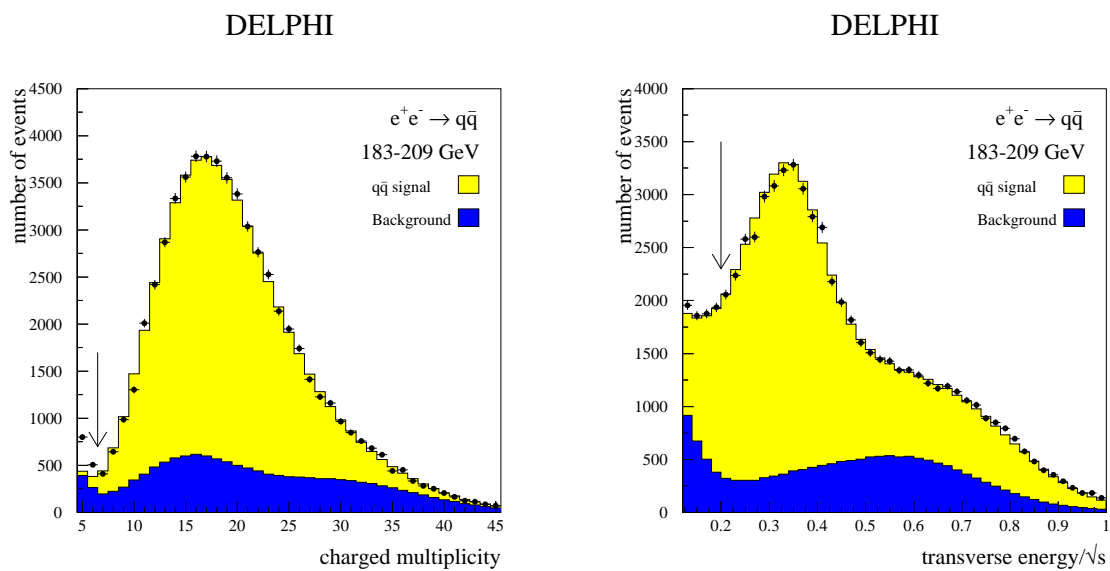 DELPHI
number of events
4500
4000
3500
3000
2500
2000
1500
1000
500
0
e⁺e⁻ → qq̄
183-209 GeV
qq̄ signal
Background
5 10 15 20 25 30 35 40 45
charged multiplicity
DELPHI
number of events
4000
3500
3000
2500
2000
1500
1000
500
0
e⁺e⁻ → qq̄
183-209 GeV
qq̄ signal
Background
0.2 0.3 0.4 0.5 0.6 0.7 0.8 0.9 1
transverse energy/√s